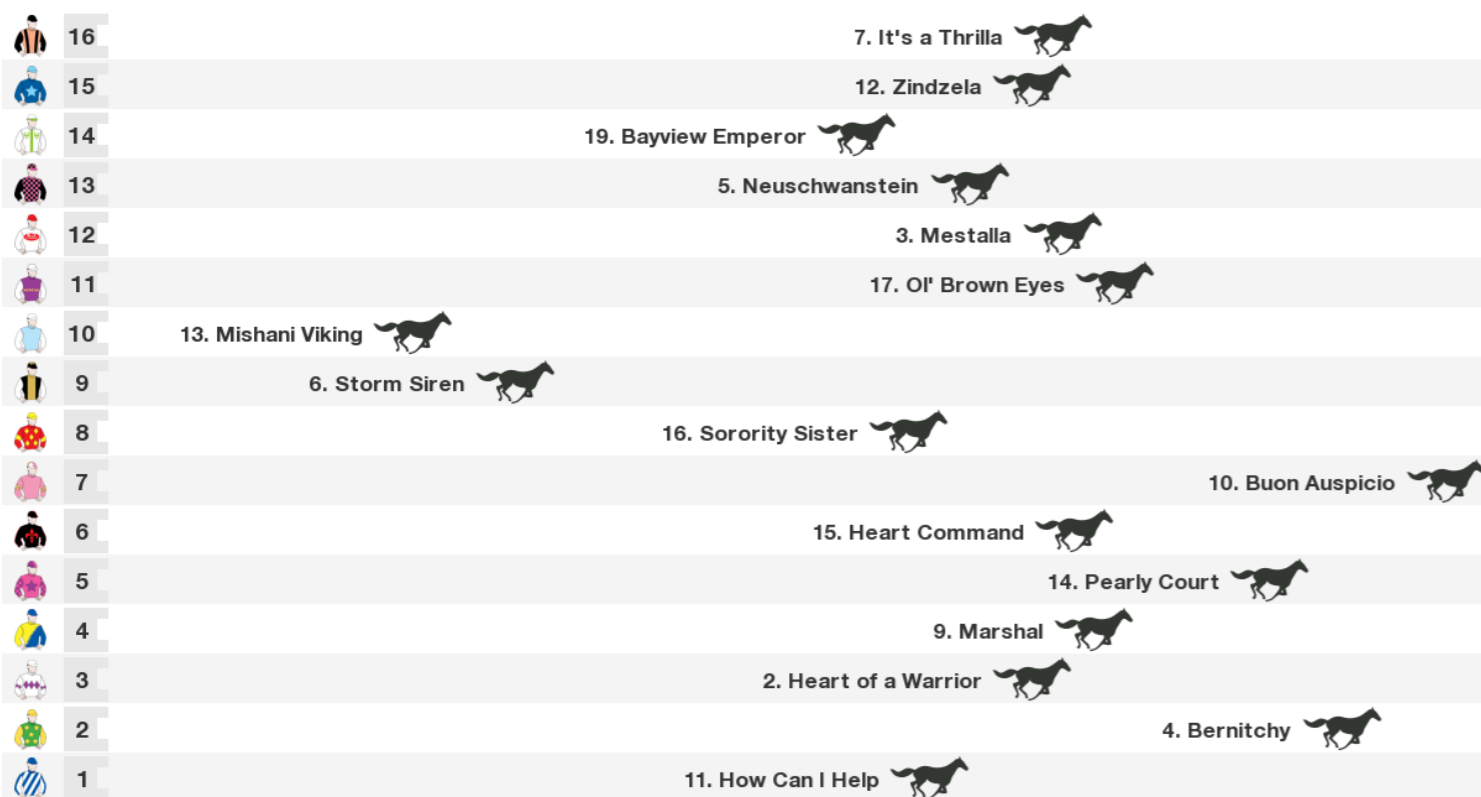 16 7. It's a Thrilla
15 12. Zindzela
14 19. Bayview Emperor
13 5. Neuschwanstein
12 3. Mestalla
11 17. Ol' Brown Eyes
10 13. Mishani Viking
9 6. Storm Siren
8 16. Sorority Sister
7 10. Buon Auspicio
6 15. Heart Command
5 14. Pearly Court
4 9. Marshal
3 2. Heart of a Warrior
2 4. Bernitchy
1 11. How Can I Help